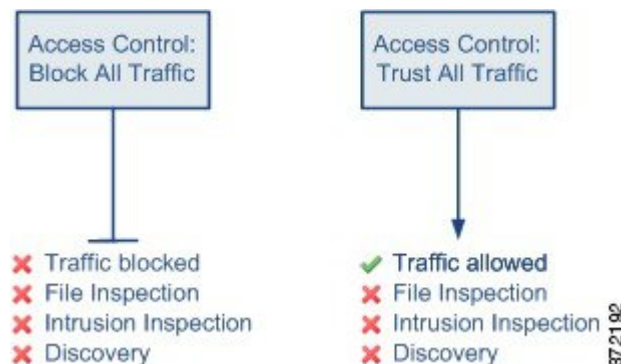 Access Control:
Block All Traffic
Traffic blocked
File Inspection
Intrusion Inspection
Discovery
Access Control:
Trust All Traffic
Traffic allowed
File Inspection
Intrusion Inspection
Discovery
372192